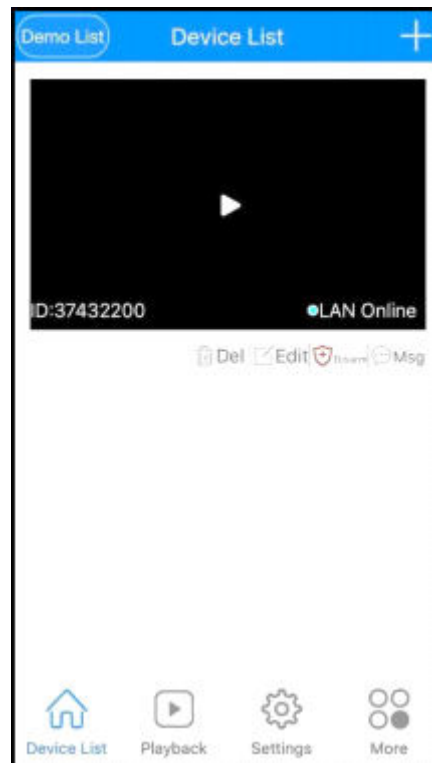 Demo List Device List
ID:37432200 LAN Online
Del Edit Msg
Device List Playback Settings More